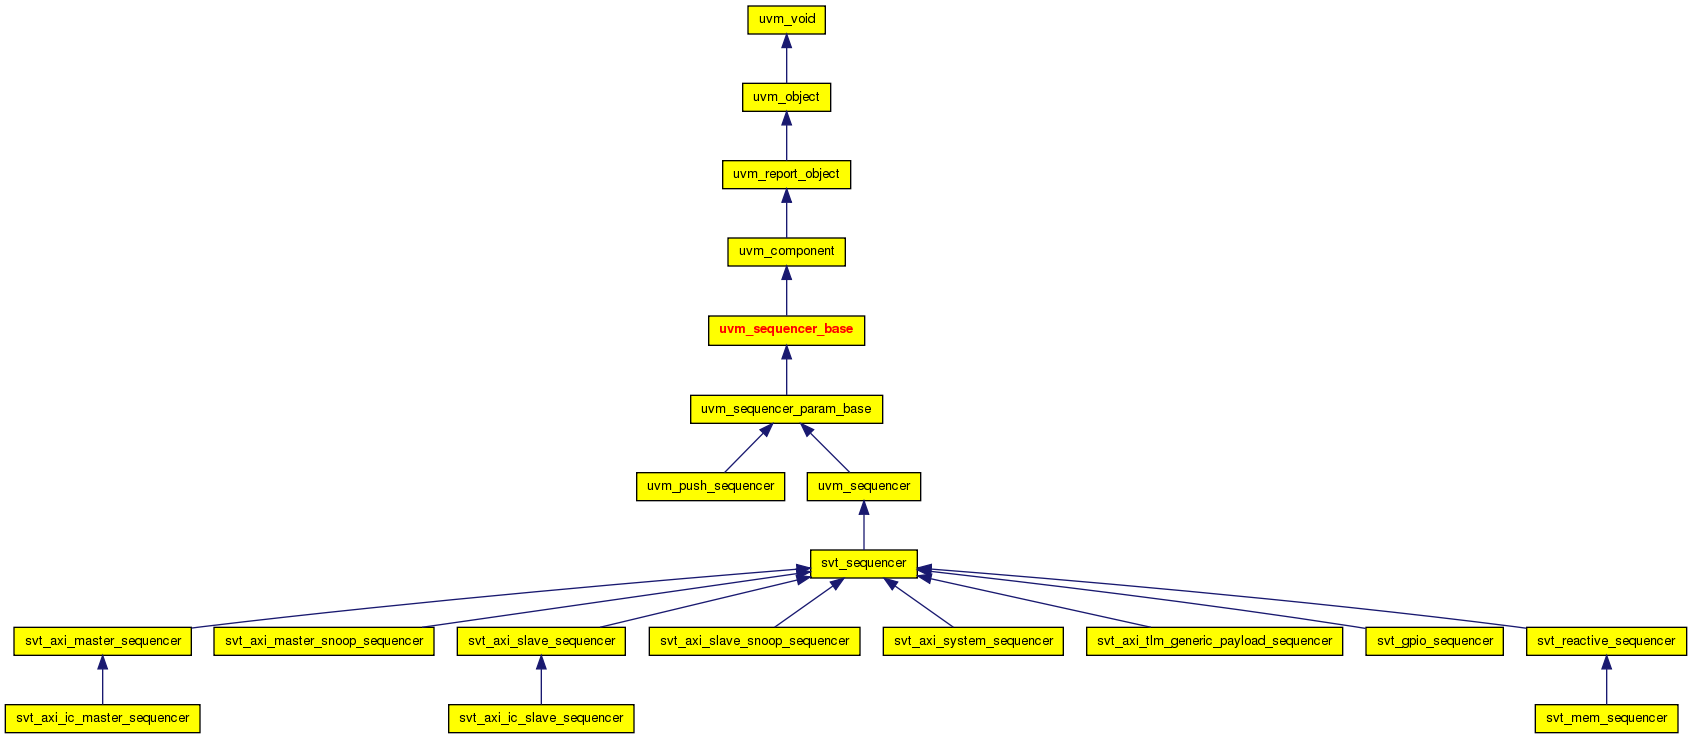 uvm_void
uvm_object
uvm_report_object
uvm_component
uvm_sequencer_base
uvm_sequencer_param_base
uvm_push_sequencer
uvm_sequencer
svt_sequencer
svt_axi_master_sequencer
svt_axi_master_snoop_sequencer
svt_axi_slave_sequencer
svt_axi_slave_snoop_sequencer
svt_axi_system_sequencer
svt_axi_tlm_generic_payload_sequencer
svt_gpio_sequencer
svt_reactive_sequencer
svt_axi_ic_master_sequencer
svt_axi_ic_slave_sequencer
svt_mem_sequencer